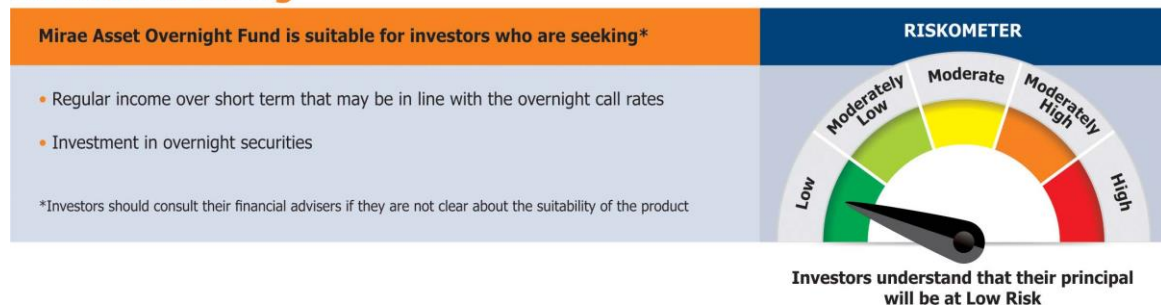 Mirae Asset Overnight Fund is suitable for investors who are seeking*
• Regular income over short term that may be in line with the overnight call rates
• Investment in overnight securities
*Investors should consult their financial advisers if they are not clear about the suitability of the product
RISKOMETER
Low
Moderately
Low
Moderate
Moderately
High
High
Investors understand that their principal
will be at Low Risk